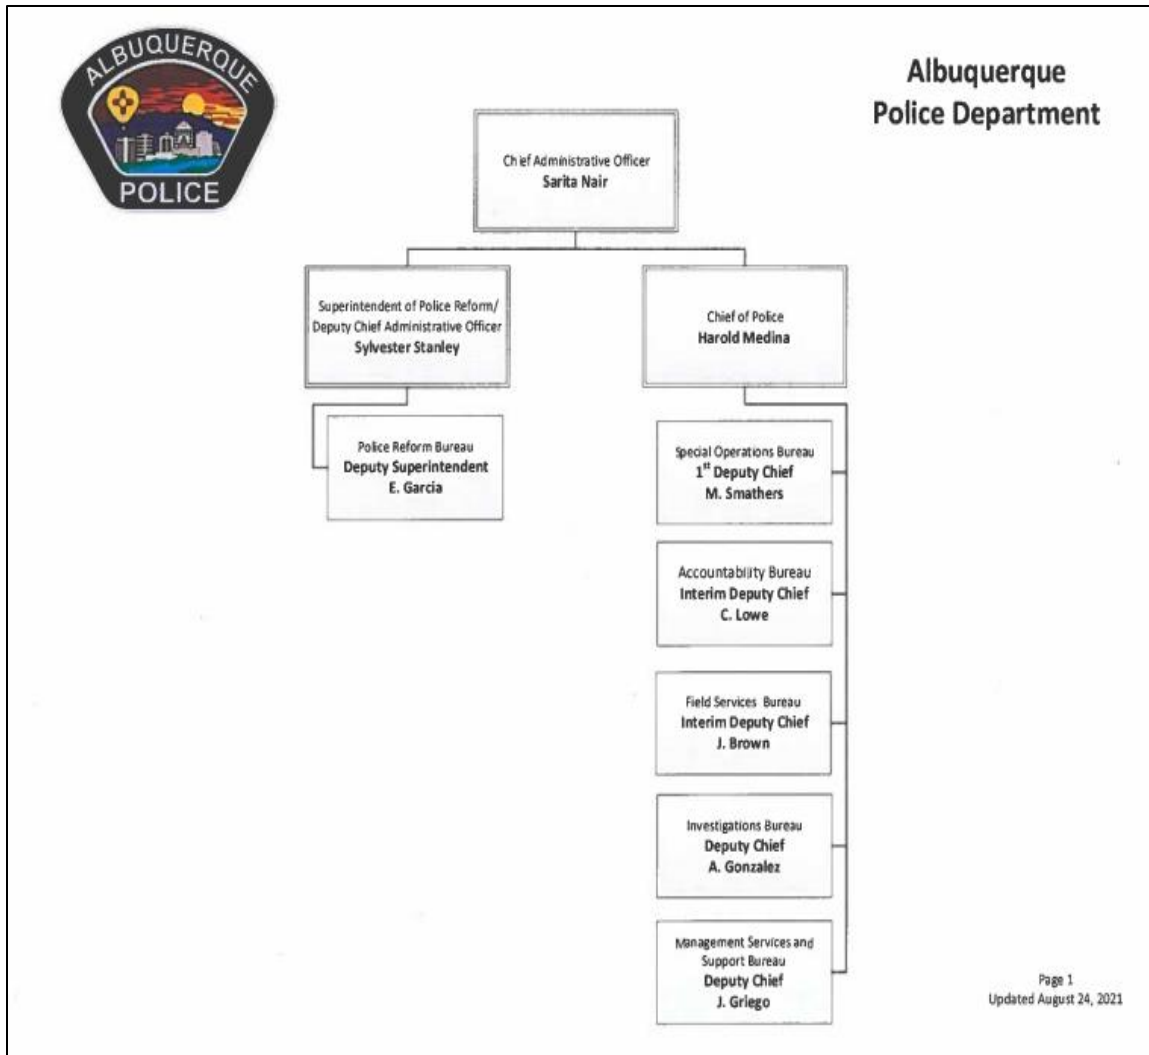 ALBUQUERQUE
POLICE
Albuquerque
Police Department
Chief Administrative Officer
Sarita Nair
Superintendent of Police Reform/
Deputy Chief Administrative Officer
Sylvester Stanley
Chief of Police
Harold Medina
Police Reform Bureau
Deputy Superintendent
E. Garcia
Special Operations Bureau
1st Deputy Chief
M. Smathers
Accountability Bureau
Interim Deputy Chief
C. Lowe
Field Services Bureau
Interim Deputy Chief
J. Brown
Investigations Bureau
Deputy Chief
A. Gonzalez
Management Services and
Support Bureau
Deputy Chief
J. Griego
Page 1
Updated August 24, 2021